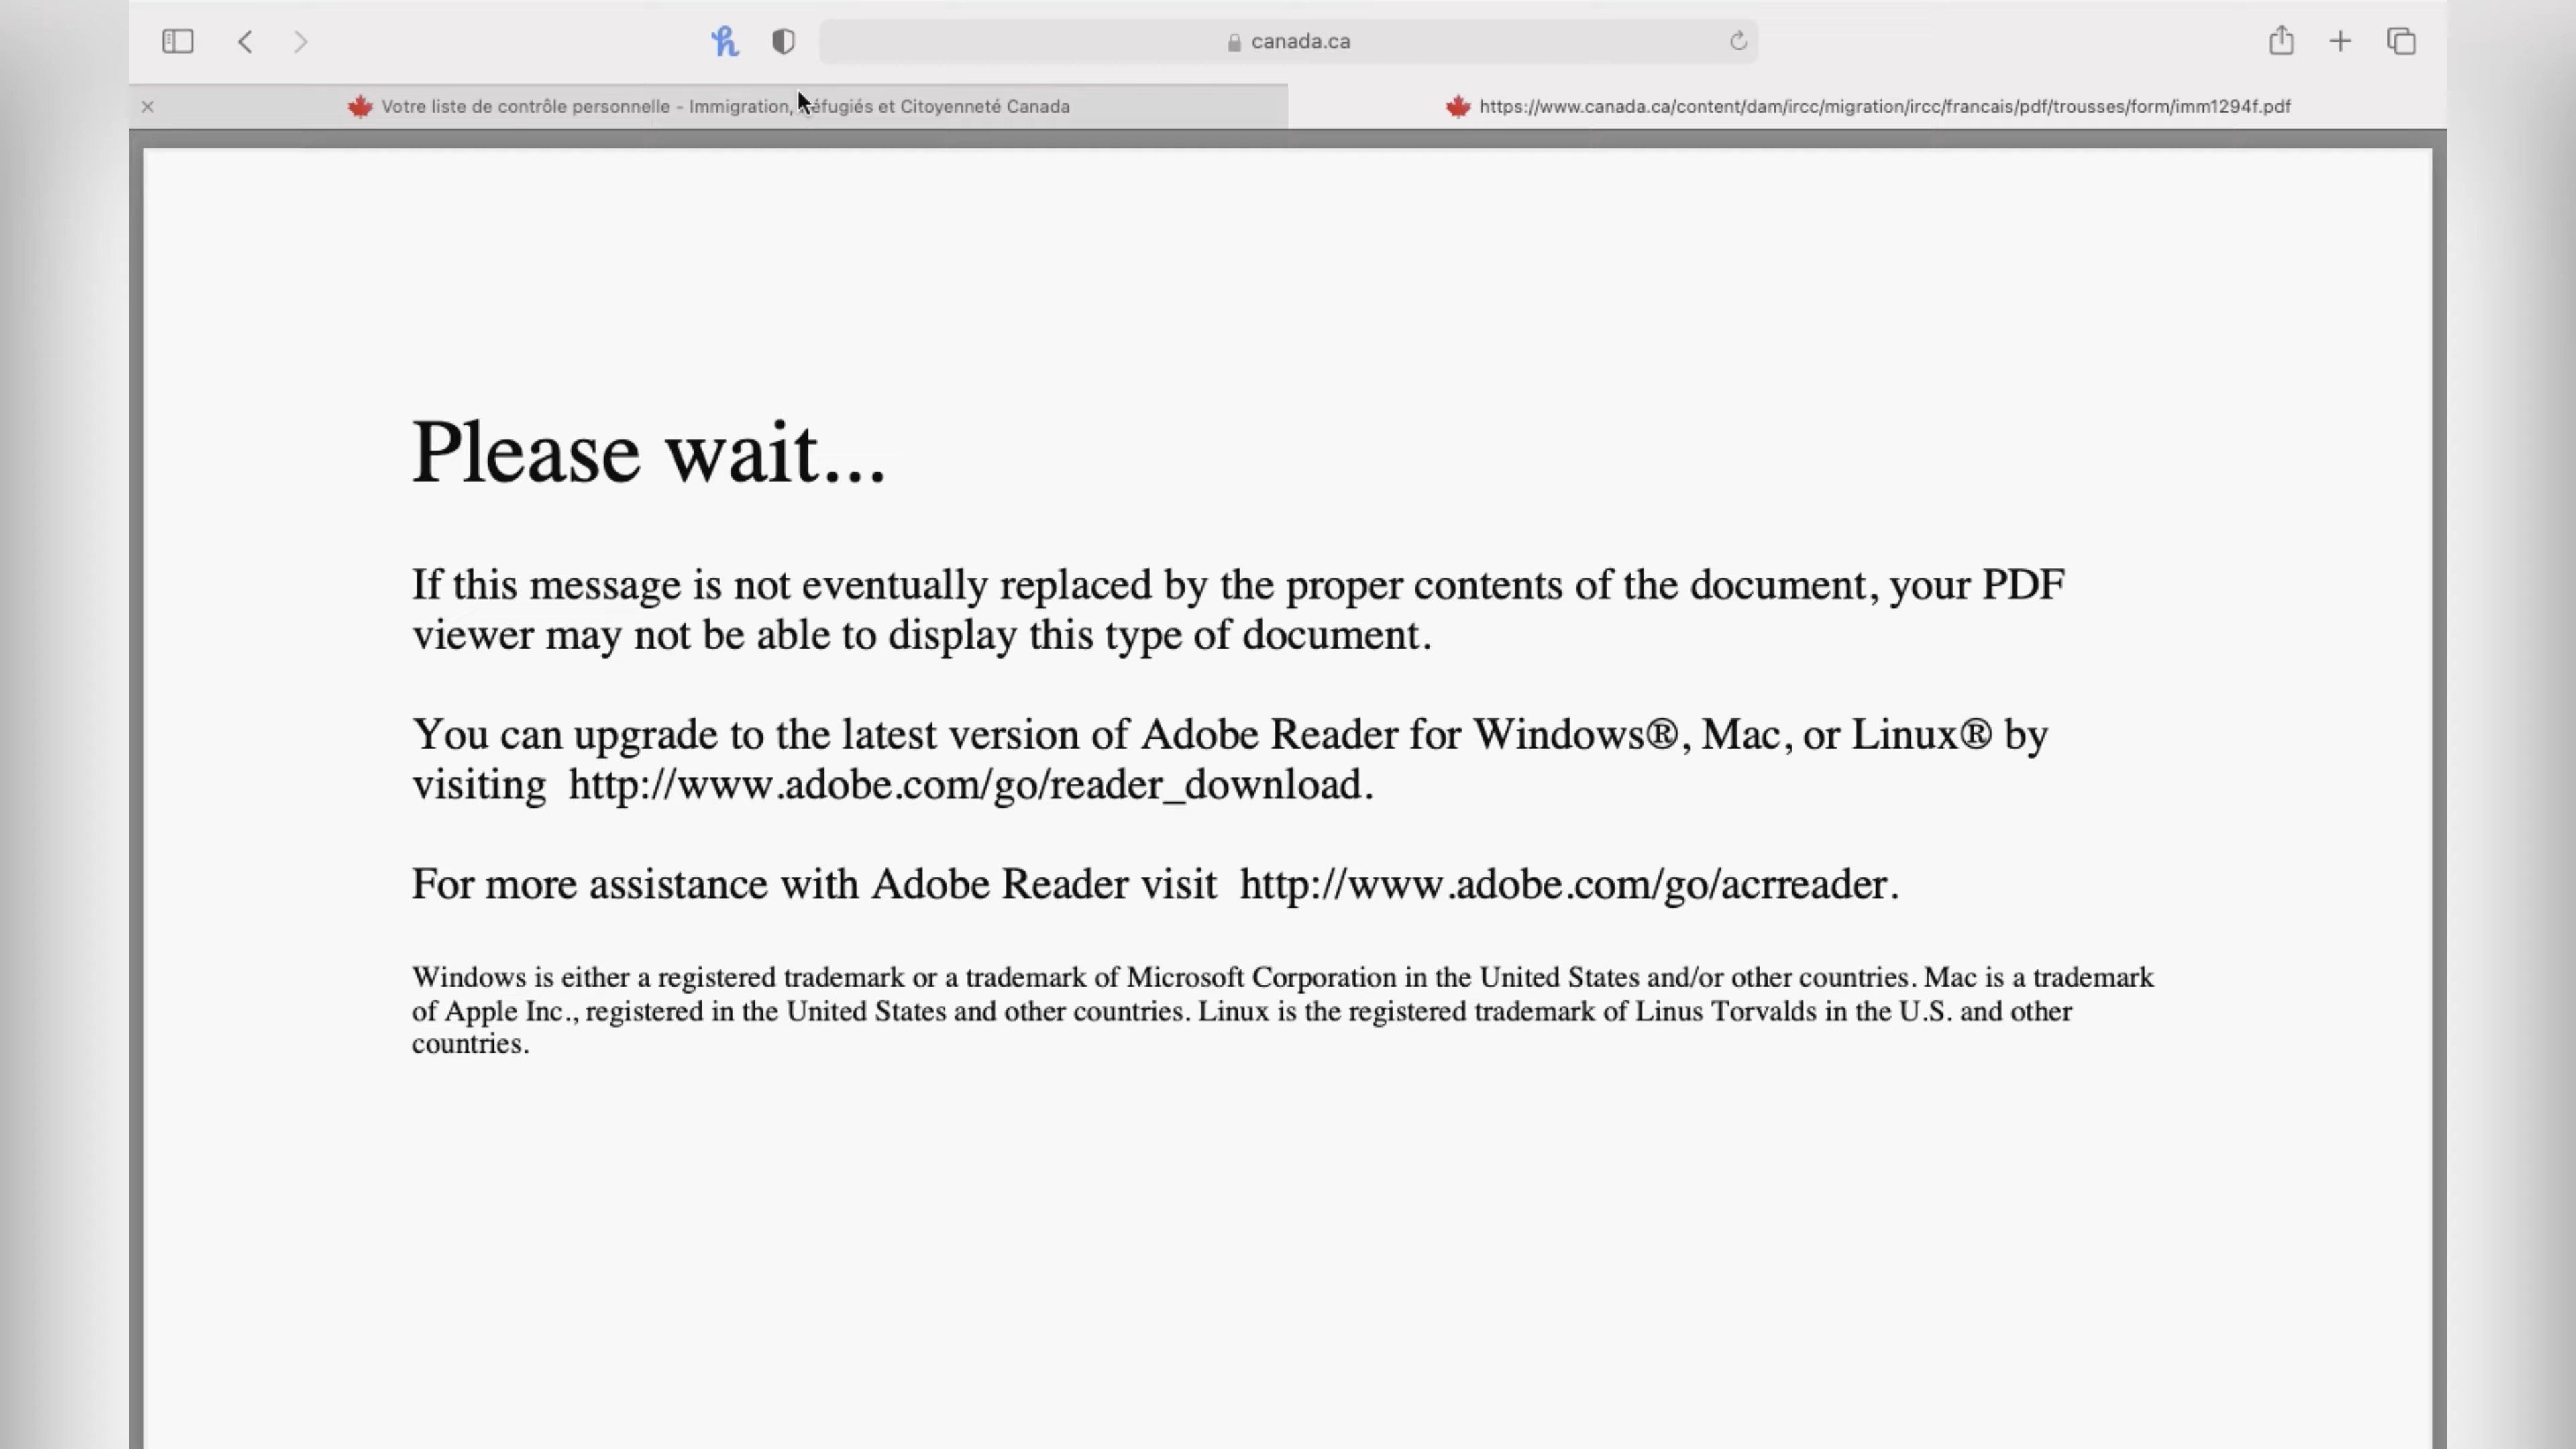 canada.ca
Votre liste de contrôle personnelle - Immigration, éfugiés et Citoyenneté Canada
https://www.canada.ca/content/dam/ircc/migration/ircc/francais/pdf/trousses/form/imm1294f.pdf
Please wait...
If this message is not eventually replaced by the proper contents of the document, your PDF
viewer may not be able to display this type of document.
You can upgrade to the latest version of Adobe Reader for Windows®, Mac, or Linux® by
visiting http://www.adobe.com/go/reader_download.
For more assistance with Adobe Reader visit http://www.adobe.com/go/acrreader.
Windows is either a registered trademark or a trademark of Microsoft Corporation in the United States and/or other countries. Mac is a trademark
of Apple Inc., registered in the United States and other countries. Linux is the registered trademark of Linus Torvalds in the U.S. and other
countries.